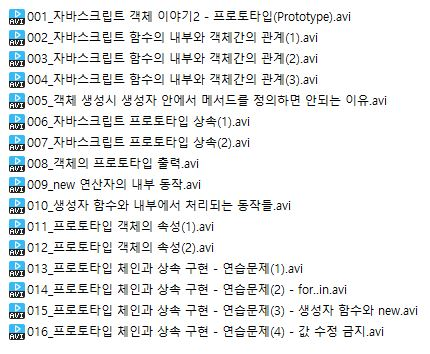 001_자바스크립트 객체 이야기2 - 프로토타입(Prototype).avi
002_자바스크립트 함수의 내부와 객체간의 관계(1).avi
003_자바스크립트 함수의 내부와 객체간의 관계(2).avi
004_자바스크립트 함수의 내부와 객체간의 관계(3).avi
005_객체 생성시 생성자 안에서 메서드를 정의하면 안되는 이유.avi
006_자바스크립트 프로토타입 상속(1).avi
007_자바스크립트 프로토타입 상속(2).avi
008_객체의 프로토타입 출력.avi
009_new 연산자의 내부 동작.avi
010_생성자 함수와 내부에서 처리되는 동작들.avi
011_프로토타입 객체의 속성(1).avi
012_프로토타입 객체의 속성(2).avi
013_프로토타입 체인과 상속 구현 - 연습문제(1).avi
014_프로토타입 체인과 상속 구현 - 연습문제(2) - for..in.avi
015_프로토타입 체인과 상속 구현 - 연습문제(3) - 생성자 함수와 new.avi
016_프로토타입 체인과 상속 구현 - 연습문제(4) - 값 수정 금지.avi